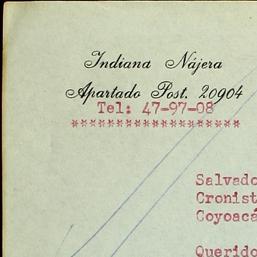 Indiana Nájera
Apartado Post. 20904
Tel: 47-97-08
******************
Salvado
Cronist
Coyoacá
Querido